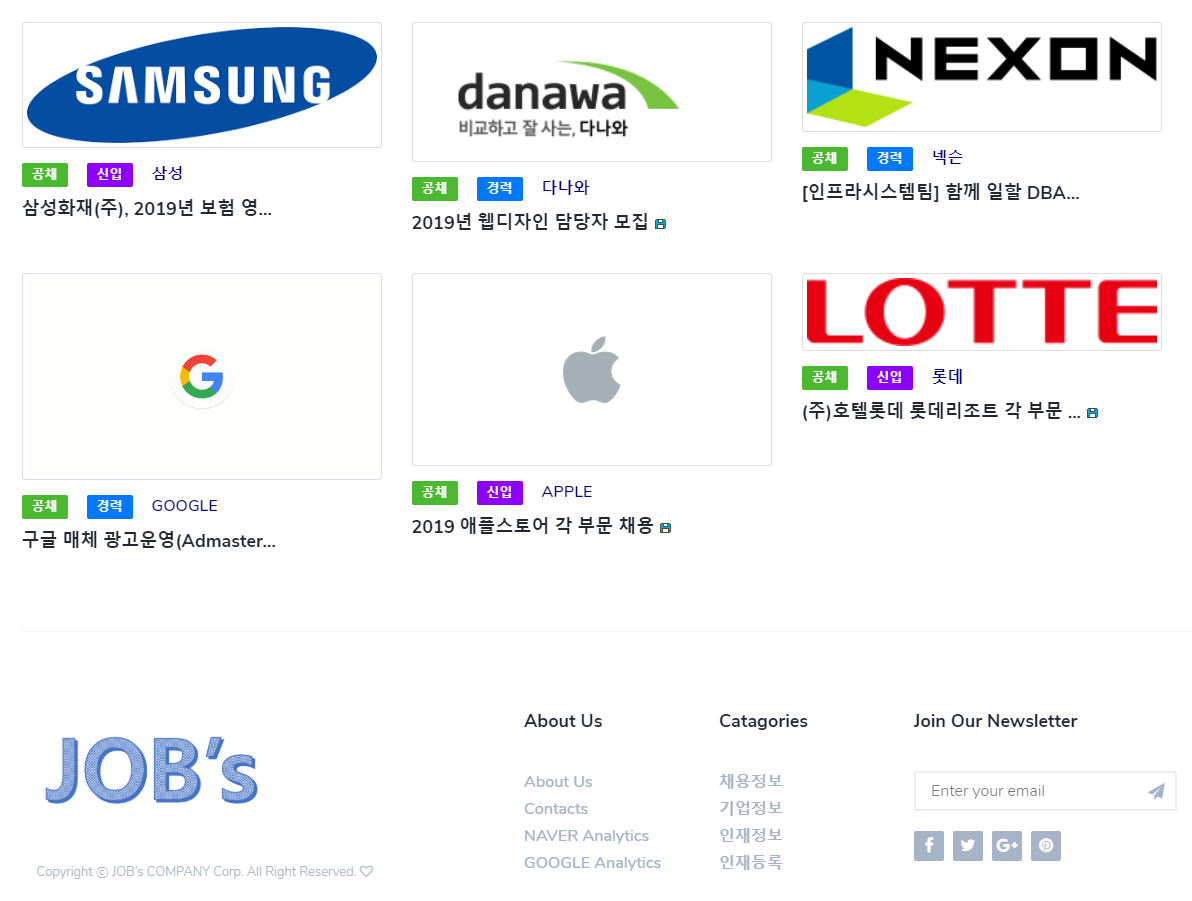 SAMSUNG
공채 신입 삼성
삼성화재(주), 2019년 보험 영...
danawa
비교하고 잘 사는, 다나와
공채 경력 다나와
2019년 웹디자인 담당자 모집
NEXON
공채 경력 넥슨
[인프라시스템팀] 함께 일할 DBA...
G
공채 경력 GOOGLE
구글 매체 광고운영(Admaster...
공채 신입 APPLE
2019 애플스토어 각 부문 채용
LOTTE
공채 신입 롯데
(주)호텔롯데 롯데리조트 각 부문 ...
JOB's
Copyright © JOB's COMPANY Corp. All Right Reserved. ♡
About Us
About Us
Contacts
NAVER Analytics
GOOGLE Analytics
Catagories
채용정보
기업정보
인재정보
인재등록
Join Our Newsletter
Enter your email